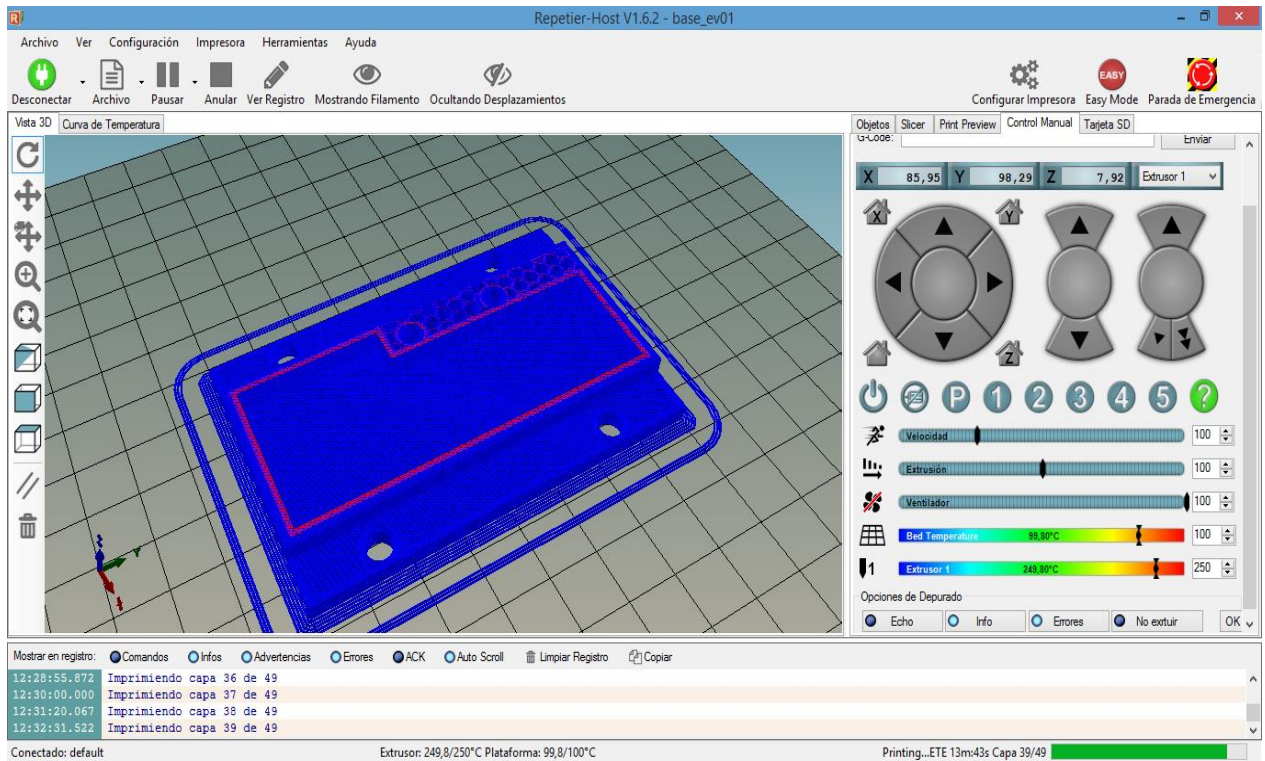 Repetier-Host V1.6.2 - base_ev01
Archivo Ver Configuración Impresora Herramientas Ayuda
Desconectar Archivo Pausar Anular Ver Registro Mostrando Filamento Ocultando Desplazamientos Configurar Impresora EASY Easy Mode Parada de Emergencia
Vista 3D Curva de Temperatura
Objetos Slicer Print Preview Control Manual Tarjeta SD
G-Code: Enviar
X 85,95 Y 98,29 Z 7,92 Extrusor 1
X Y
Z
P 1 2 3 4 5 ?
Velocidad 100
Extrusión 100
Ventilador 100
Bed Temperature 99,80°C 100
1 Extrusor 1 249,80°C 250
Opciones de Depurado
Echo Info Errores No exrtuir OK
Mostrar en registro: Comandos Infos Advertencias Errores ACK Auto Scroll Limpiar Registro Copiar
12:28:55.872 Imprimiendo capa 36 de 49
12:30:00.000 Imprimiendo capa 37 de 49
12:31:20.067 Imprimiendo capa 38 de 49
12:32:31.522 Imprimiendo capa 39 de 49
Conectado: default Extrusor: 249,8/250°C Plataforma: 99,8/100°C Printing...ETE 13m:43s Capa 39/49